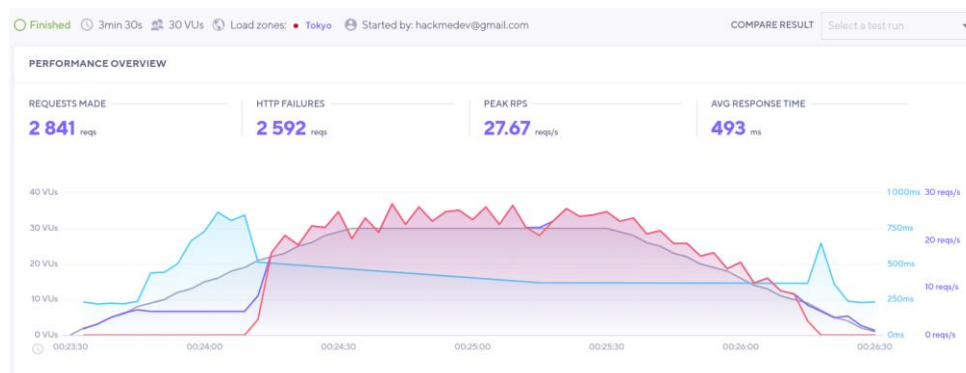 Finished 3min 30s 30 VUs Load zones: Tokyo Started by: hackmedev@gmail.com COMPARE RESULT Select a test run
PERFORMANCE OVERVIEW
REQUESTS MADE HTTP FAILURES PEAK RPS AVG RESPONSE TIME
2 841 reqs 2 592 reqs 27.67 reqs/s 493 ms
40 VUs 1 000ms 30 reqs/s
30 VUs 750ms
20 reqs/s
20 VUs 500ms
10 reqs/s
10 VUs 250ms
0 VUs 0ms 0 reqs/s
00:23:30 00:24:00 00:24:30 00:25:00 00:25:30 00:26:00 00:26:30